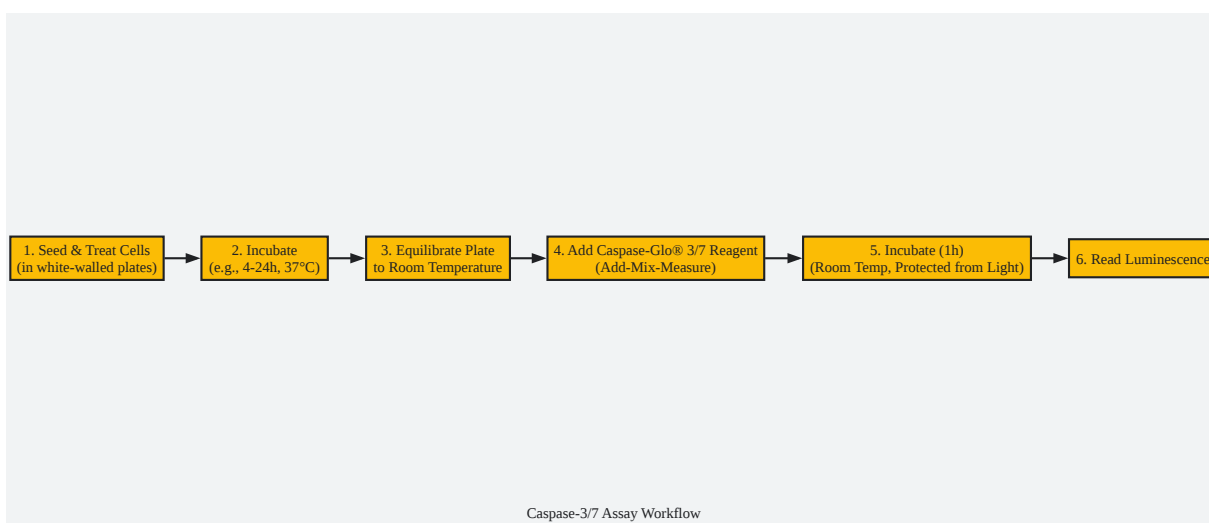 1. Seed & Treat Cells
(in white-walled plates)
2. Incubate
(e.g., 4-24h, 37°C)
3. Equilibrate Plate
to Room Temperature
4. Add Caspase-Glo® 3/7 Reagent
(Add-Mix-Measure)
5. Incubate (1h)
(Room Temp, Protected from Light)
6. Read Luminescence
Caspase-3/7 Assay Workflow